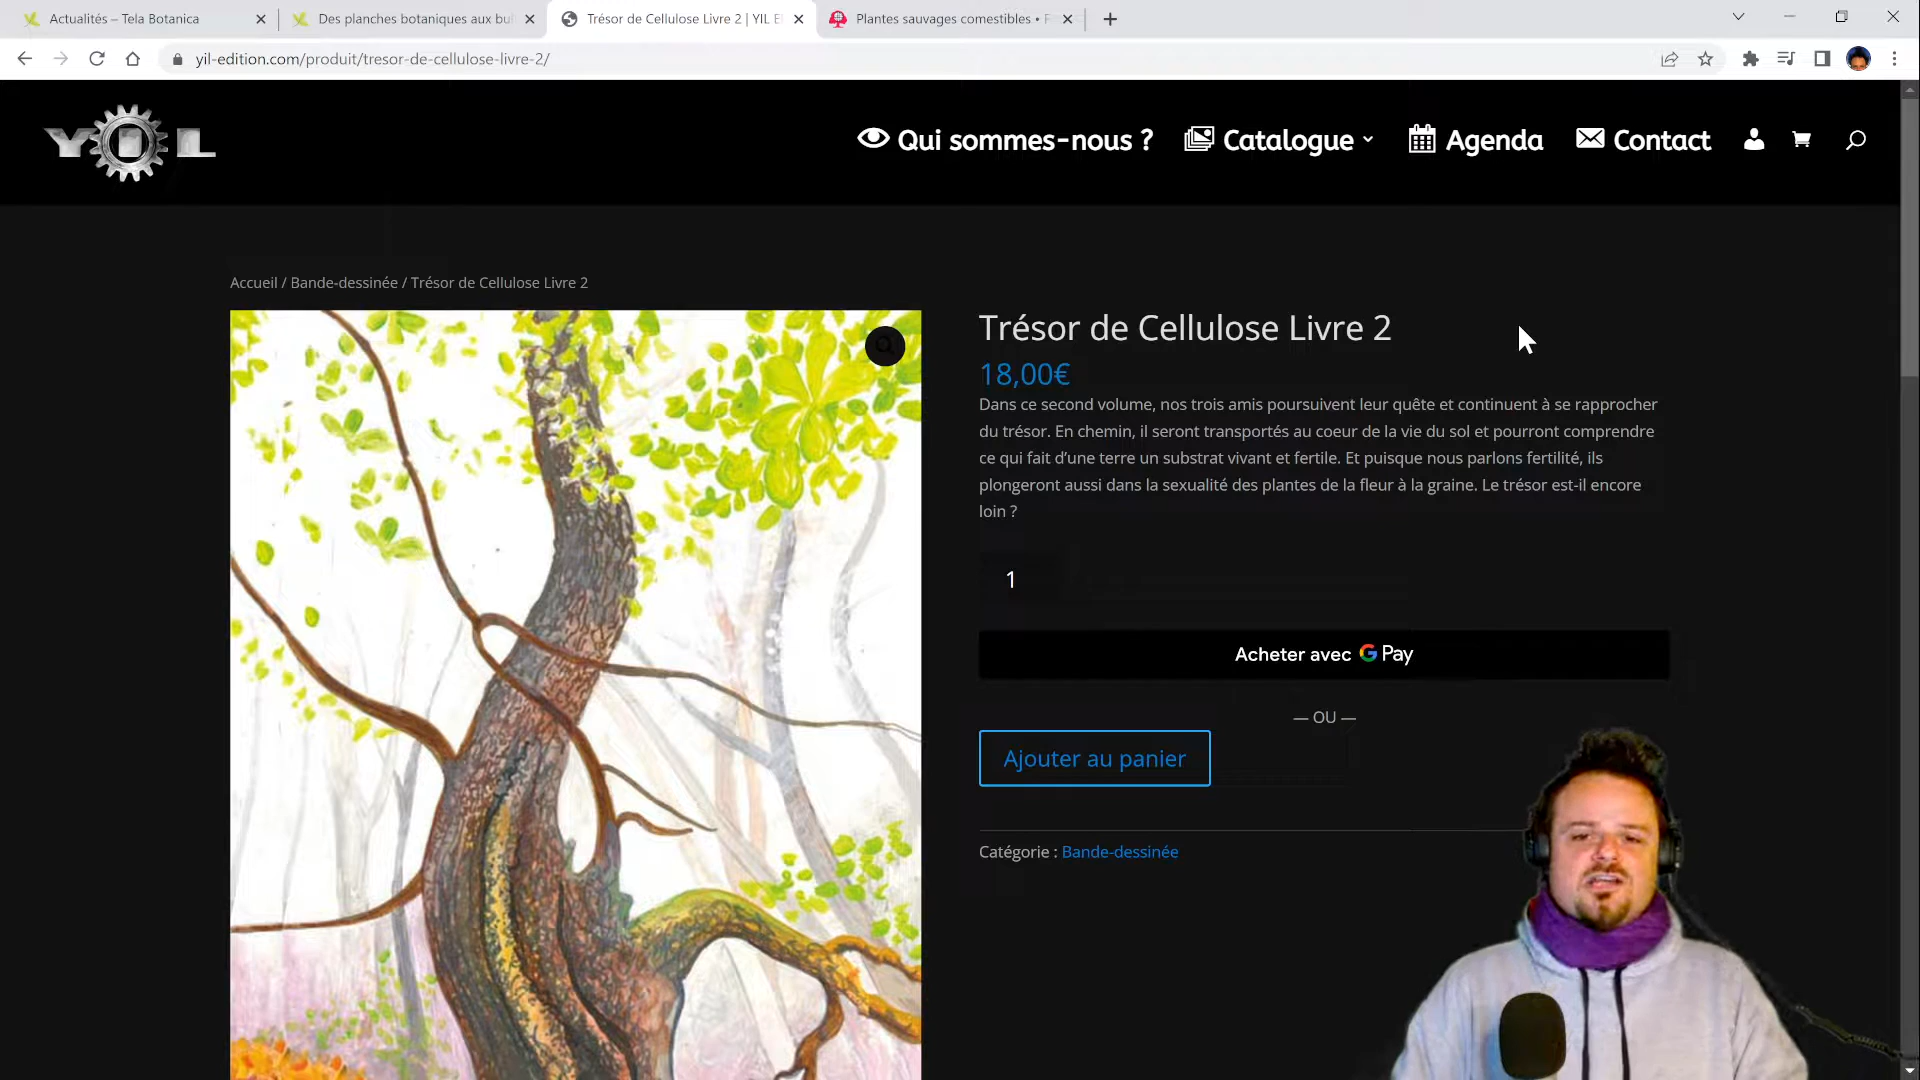 Actualités – Tela Botanica
Des planches botaniques aux bul
Trésor de Cellulose Livre 2 | YIL E
Plantes sauvages comestibles •
yil-edition.com/produit/tresor-de-cellulose-livre-2/
YIL
Qui sommes-nous ?
Catalogue
Agenda
Contact
Accueil / Bande-dessinée / Trésor de Cellulose Livre 2
Trésor de Cellulose Livre 2
18,00€
Dans ce second volume, nos trois amis poursuivent leur quête et continuent à se rapprocher
du trésor. En chemin, il seront transportés au coeur de la vie du sol et pourront comprendre
ce qui fait d’une terre un substrat vivant et fertile. Et puisque nous parlons fertilité, ils
plongeront aussi dans la sexualité des plantes de la fleur à la graine. Le trésor est-il encore
loin ?
1
Acheter avec G Pay
— OU —
Ajouter au panier
Catégorie : Bande-dessinée